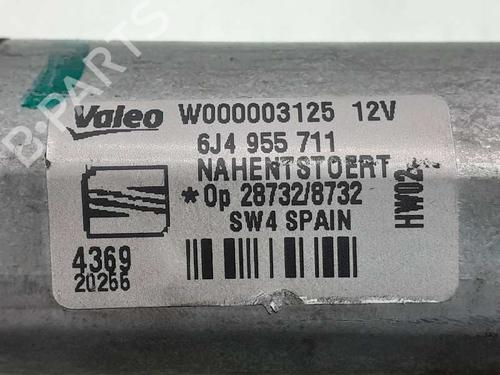 B-PARTS
Valeo W000003125 12V
6J4 955 711
NAHENTSTOERT
*Op 28732/8732
SW4 SPAIN
HW02
4369
20266